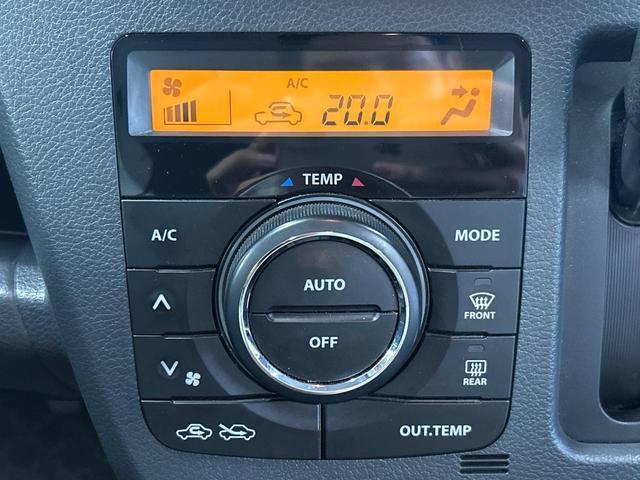 A/C
20.0
TEMP
A/C
MODE
AUTO
FRONT
OFF
REAR
OUT.TEMP